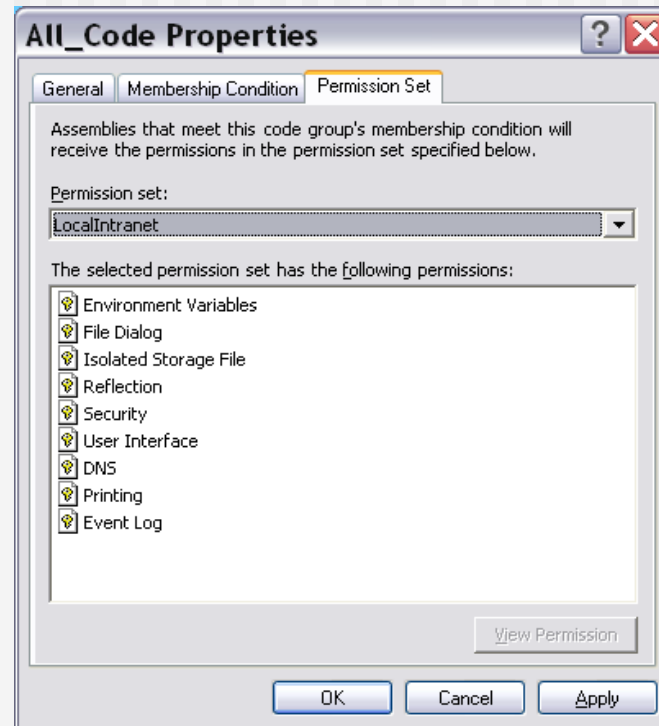 All_Code Properties
General Membership Condition Permission Set
Assemblies that meet this code group's membership condition will
receive the permissions in the permission set specified below.
Permission set:
LocalIntranet
The selected permission set has the following permissions:
Environment Variables
File Dialog
Isolated Storage File
Reflection
Security
User Interface
DNS
Printing
Event Log
View Permission
OK Cancel Apply